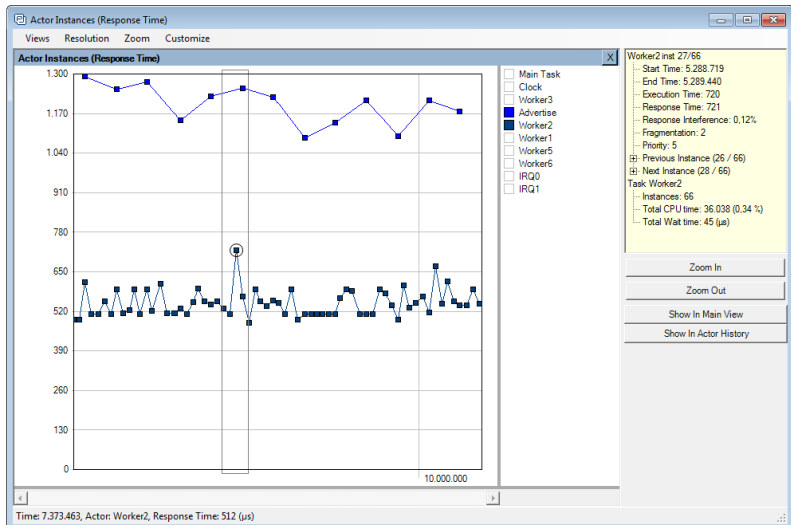 Actor Instances (Response Time)
Views Resolution Zoom Customize
Actor Instances (Response Time) X
1.300
1.170
1.040
910
780
650
520
390
260
130
0
10.000.000
Main Task
Clock
Worker3
Advertise
Worker2
Worker1
Worker5
Worker6
IRQ0
IRQ1
Worker2 inst 27/66
Start Time: 5.288.719
End Time: 5.289.440
Execution Time: 720
Response Time: 721
Response Interference: 0,12%
Fragmentation: 2
Priority: 5
Previous Instance (26 / 66)
Next Instance (28 / 66)
Task Worker2
Instances: 66
Total CPU time: 36.038 (0,34 %)
Total Wait time: 45 (µs)
Zoom In
Zoom Out
Show In Main View
Show In Actor History
Time: 7.373.463, Actor: Worker2, Response Time: 512 (µs)